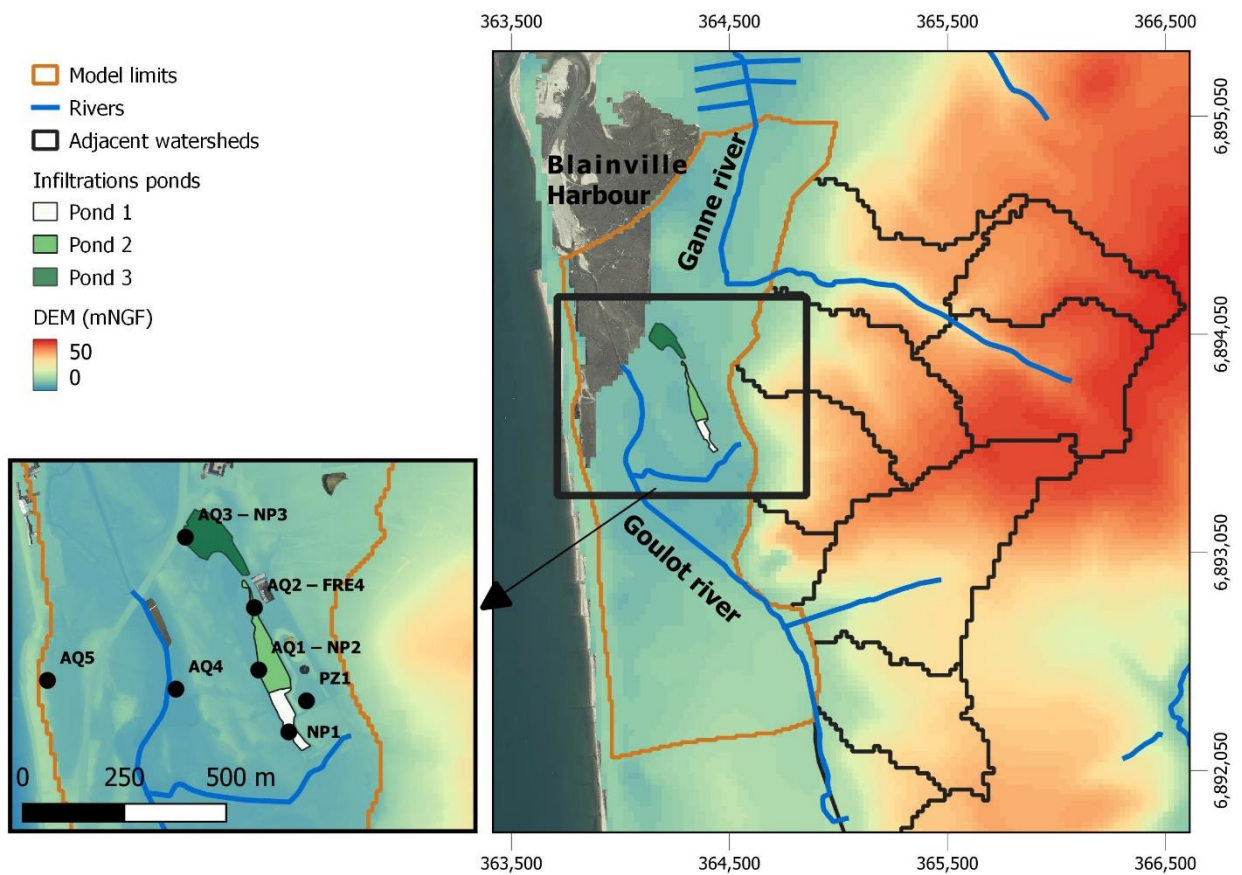 Model limits
Rivers
Adjacent watersheds
Infiltrations ponds
Pond 1
Pond 2
Pond 3
DEM (mNGF)
50
0
363,500 364,500 365,500 366,500
6,895,050
6,894,050
6,893,050
6,892,050
Blainville
Harbour
Ganne river
Goulot river
AQ3 – NP3
AQ2 – FRE4
AQ1 – NP2
AQ5
AQ4
PZ1
NP1
0 250 500 m
363,500 364,500 365,500 366,500